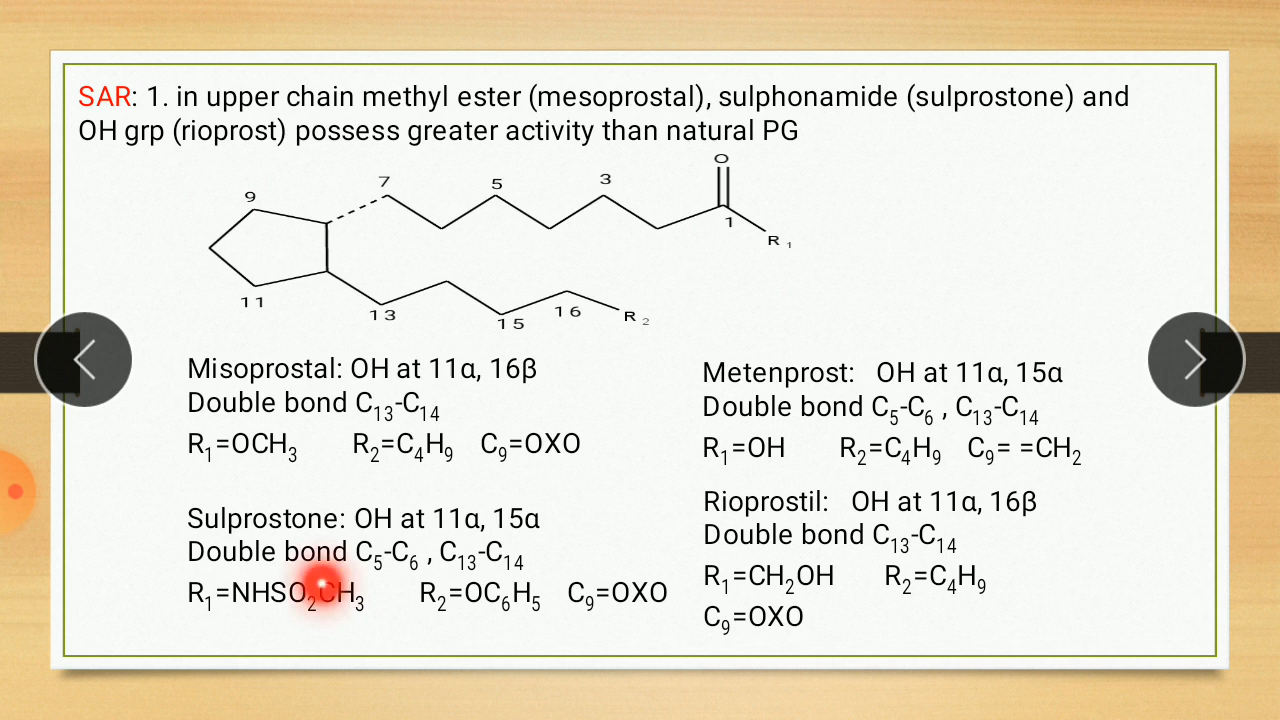 SAR: 1. in upper chain methyl ester (mesoprostal), sulphonamide (sulprostone) and
OH grp (rioprost) possess greater activity than natural PG
O
9 7 5 3
1
R 1
11 13 15 16 R 2
Misoprostal: OH at 11α, 16β
Double bond C13-C14
R1=OCH3 R2=C4H9 C9=OXO
Sulprostone: OH at 11α, 15α
Double bond C5-C6 , C13-C14
R1=NHSO2CH3 R2=OC6H5 C9=OXO
Metenprost: OH at 11α, 15α
Double bond C5-C6 , C13-C14
R1=OH R2=C4H9 C9= =CH2
Rioprostil: OH at 11α, 16β
Double bond C13-C14
R1=CH2OH R2=C4H9
C9=OXO